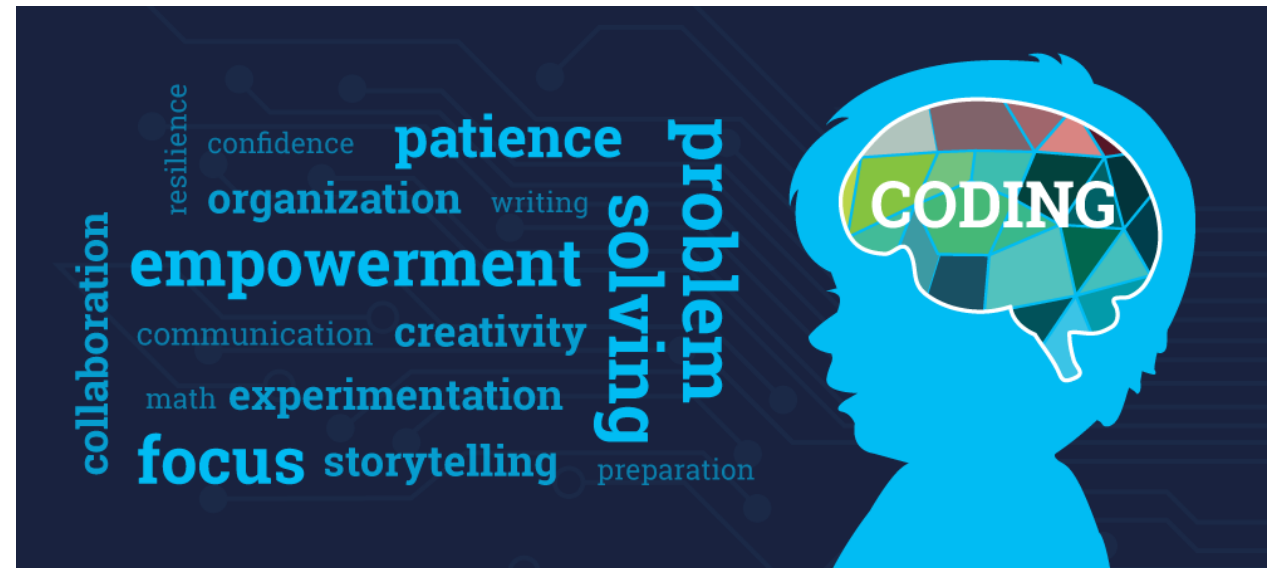 resilience
confidence
patience
problem
solving
organization
writing
collaboration
empowerment
communication
creativity
math
experimentation
focus
storytelling
preparation
CODING